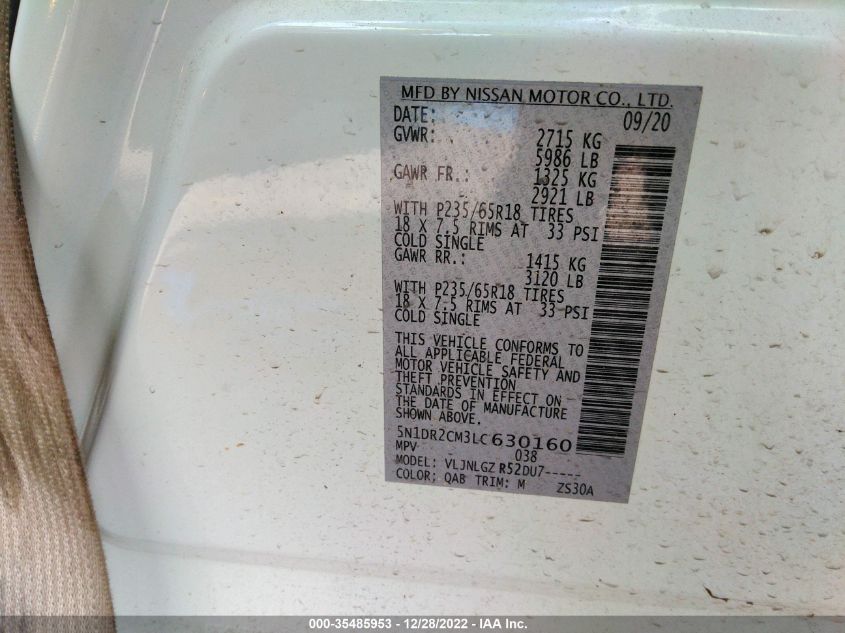 MFD BY NISSAN MOTOR CO., LTD.
DATE: 09/20
GVWR: 2715 KG
5986 LB
GAWR FR.: 1325 KG
2921 LB
WITH P235/65R18 TIRES
18 X 7.5 RIMS AT 33 PSI
COLD SINGLE
GAWR RR.: 1415 KG
3120 LB
WITH P235/65R18 TIRES
18 X 7.5 RIMS AT 33 PSI
COLD SINGLE
THIS VEHICLE CONFORMS TO
ALL APPLICABLE FEDERAL
MOTOR VEHICLE SAFETY AND
THEFT PREVENTION
STANDARDS IN EFFECT ON
THE DATE OF MANUFACTURE
SHOWN ABOVE.
5N1DR2CM3LC630160
MPV 038
MODEL: VLJNLGZ R52DU7-----
COLOR: QAB TRIM: M ZS30A
000-35485953 - 12/28/2022 - IAA Inc.